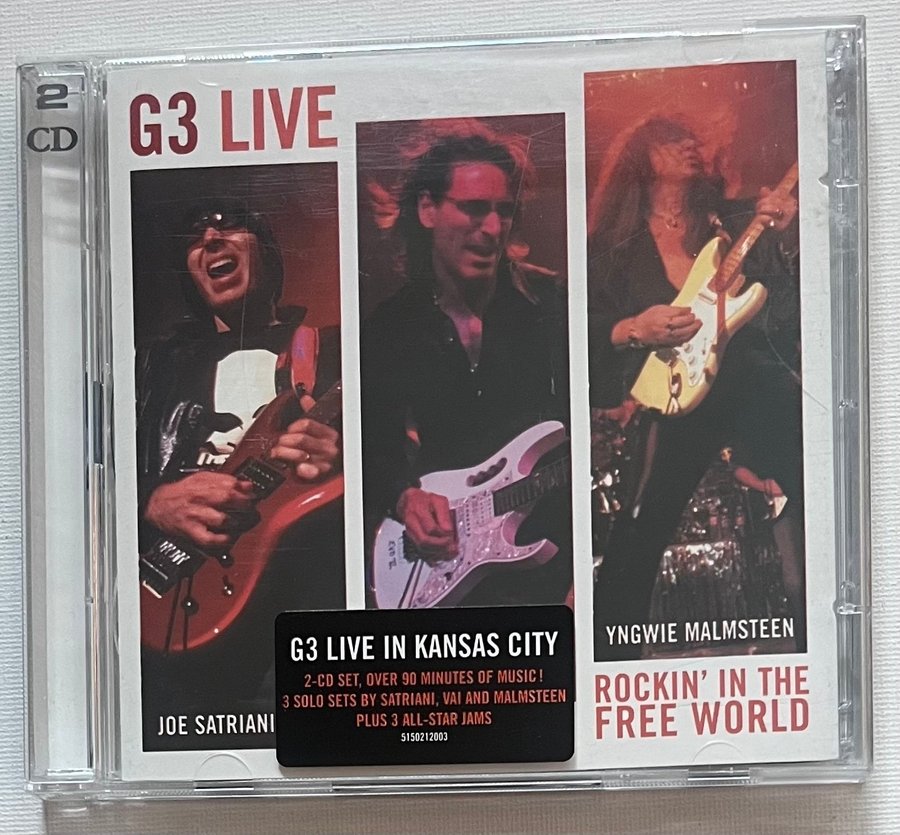 2
CD
G3 LIVE
JOE SATRIANI
YNGWIE MALMSTEEN
ROCKIN' IN THE
FREE WORLD
G3 LIVE IN KANSAS CITY
2-CD SET, OVER 90 MINUTES OF MUSIC!
3 SOLO SETS BY SATRIANI, VAI AND MALMSTEEN
PLUS 3 ALL-STAR JAMS
5150212003